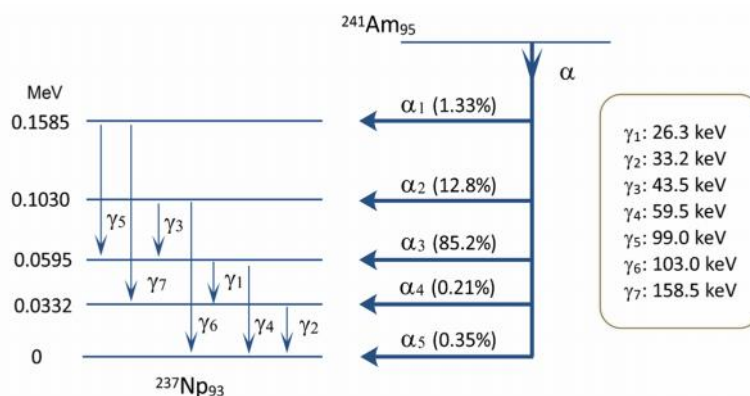 ²⁴¹Am₉₅
α
MeV
0.1585
0.1030
0.0595
0.0332
0
γ₅
γ₃
γ₇
γ₁
γ₆
γ₄
γ₂
²³⁷Np₉₃
α₁ (1.33%)
α₂ (12.8%)
α₃ (85.2%)
α₄ (0.21%)
α₅ (0.35%)
γ₁: 26.3 keV
γ₂: 33.2 keV
γ₃: 43.5 keV
γ₄: 59.5 keV
γ₅: 99.0 keV
γ₆: 103.0 keV
γ₇: 158.5 keV